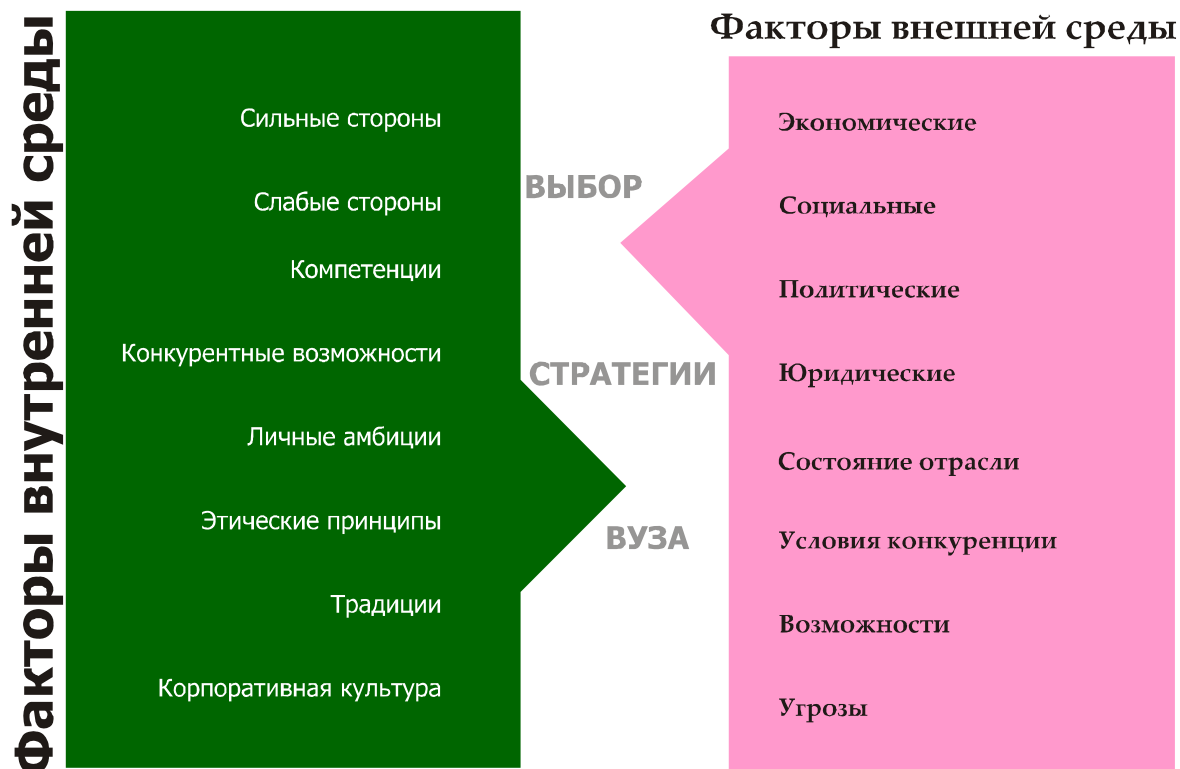 Факторы внутренней среды
Сильные стороны
Слабые стороны
Компетенции
Конкурентные возможности
Личные амбиции
Этические принципы
Традиции
Корпоративная культура
ВЫБОР
СТРАТЕГИИ
ВУЗА
Факторы внешней среды
Экономические
Социальные
Политические
Юридические
Состояние отрасли
Условия конкуренции
Возможности
Угрозы